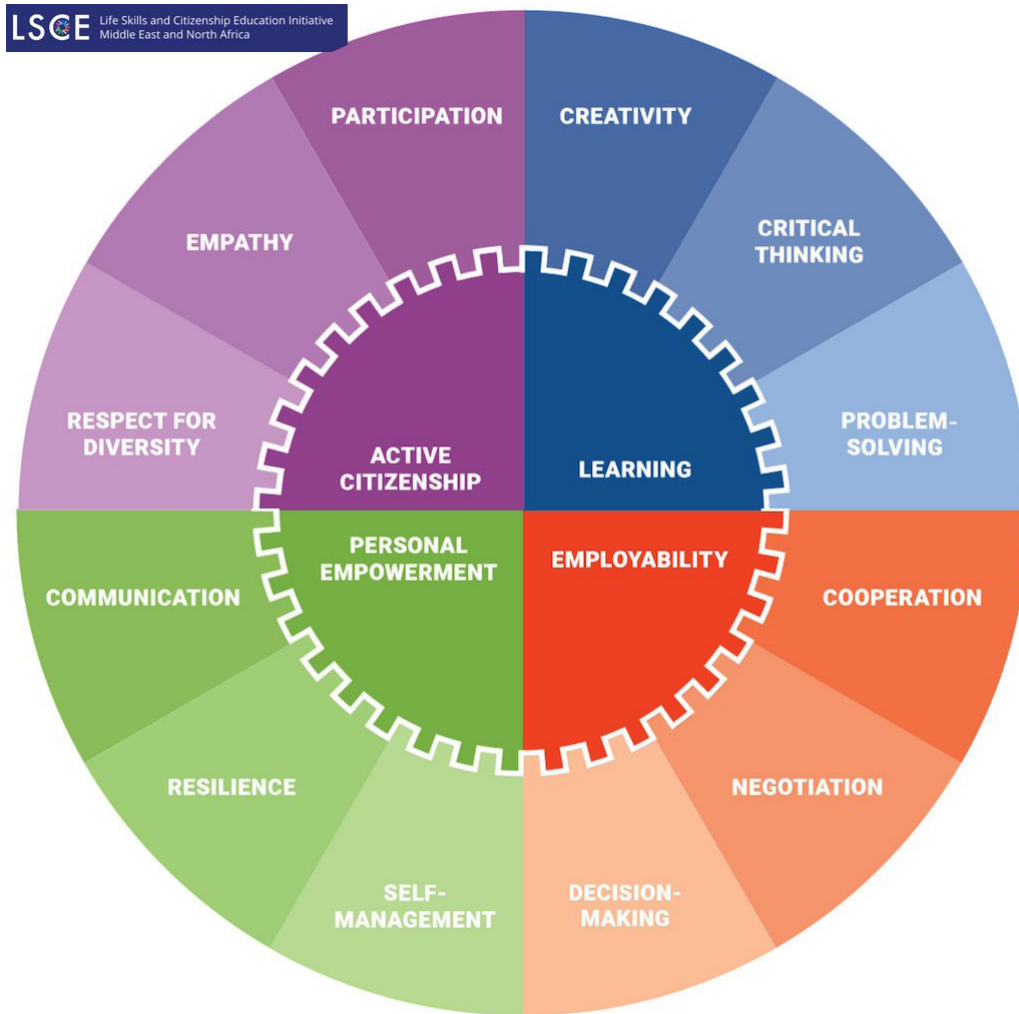 LSCE
Life Skills and Citizenship Education Initiative
Middle East and North Africa
PARTICIPATION
CREATIVITY
EMPATHY
CRITICAL
THINKING
RESPECT FOR
DIVERSITY
PROBLEM-
SOLVING
ACTIVE
CITIZENSHIP
LEARNING
PERSONAL
EMPOWERMENT
EMPLOYABILITY
COMMUNICATION
COOPERATION
RESILIENCE
NEGOTIATION
SELF-
MANAGEMENT
DECISION-
MAKING